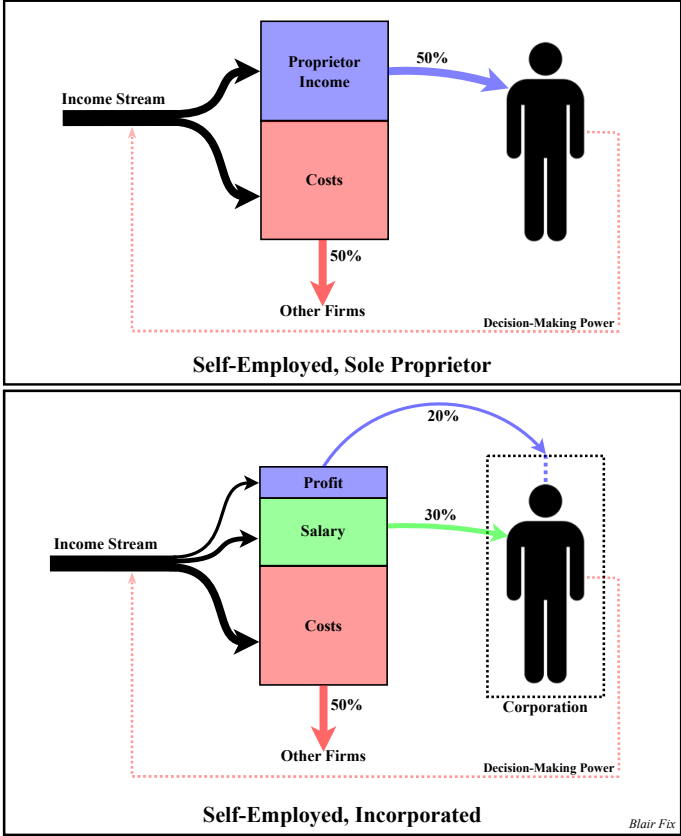 50%
Proprietor
Income
Income Stream
Costs
50%
Other Firms
Decision-Making Power
Self-Employed, Sole Proprietor
20%
Profit
30%
Salary
Income Stream
Costs
50%
Corporation
Other Firms
Decision-Making Power
Self-Employed, Incorporated
Blair Fix